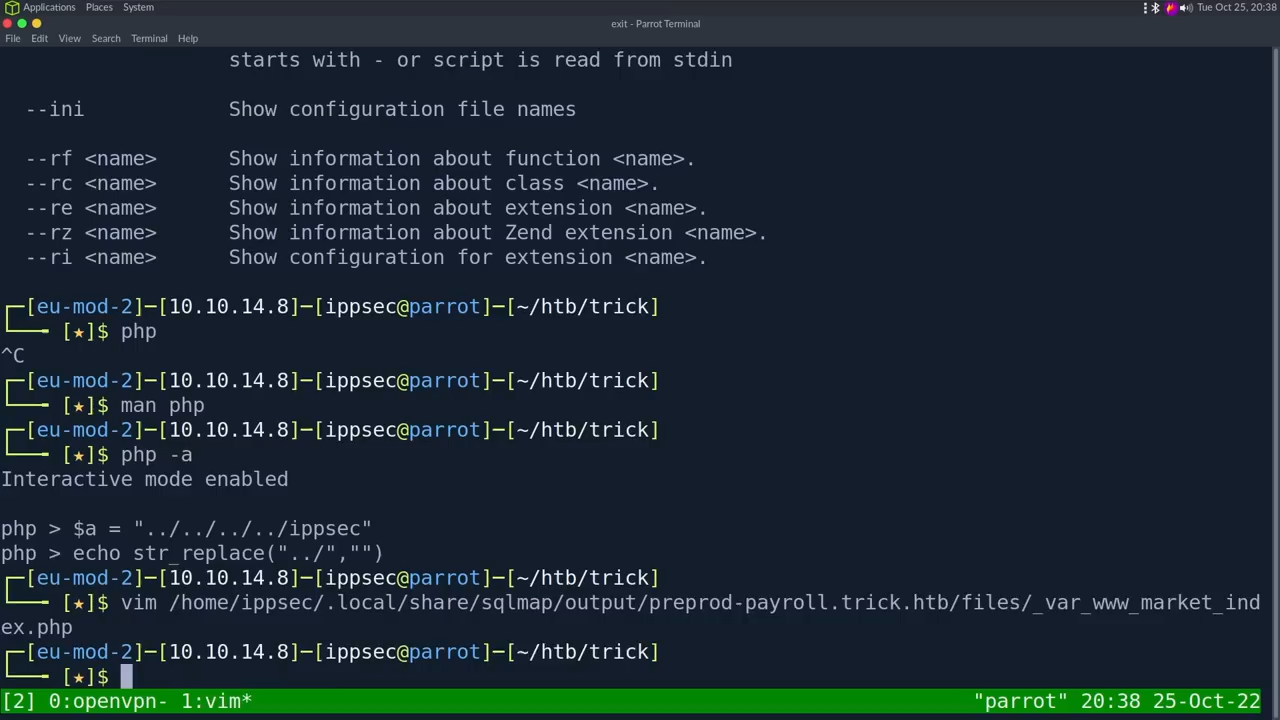 Applications Places System
Tue Oct 25, 20:38
exit - Parrot Terminal
File Edit View Search Terminal Help
starts with - or script is read from stdin
--ini Show configuration file names
--rf <name> Show information about function <name>.
--rc <name> Show information about class <name>.
--re <name> Show information about extension <name>.
--rz <name> Show information about Zend extension <name>.
--ri <name> Show configuration for extension <name>.
┌─[eu-mod-2]─[10.10.14.8]─[ippsec@parrot]─[~/htb/trick]
└──╼ [★]$ php
^C
┌─[eu-mod-2]─[10.10.14.8]─[ippsec@parrot]─[~/htb/trick]
└──╼ [★]$ man php
┌─[eu-mod-2]─[10.10.14.8]─[ippsec@parrot]─[~/htb/trick]
└──╼ [★]$ php -a
Interactive mode enabled
php > $a = "../../../../ippsec"
php > echo str_replace("../","")
┌─[eu-mod-2]─[10.10.14.8]─[ippsec@parrot]─[~/htb/trick]
└──╼ [★]$ vim /home/ippsec/.local/share/sqlmap/output/preprod-payroll.trick.htb/files/_var_www_market_ind
ex.php
┌─[eu-mod-2]─[10.10.14.8]─[ippsec@parrot]─[~/htb/trick]
└──╼ [★]$
[2] 0:openvpn- 1:vim* "parrot" 20:38 25-Oct-22